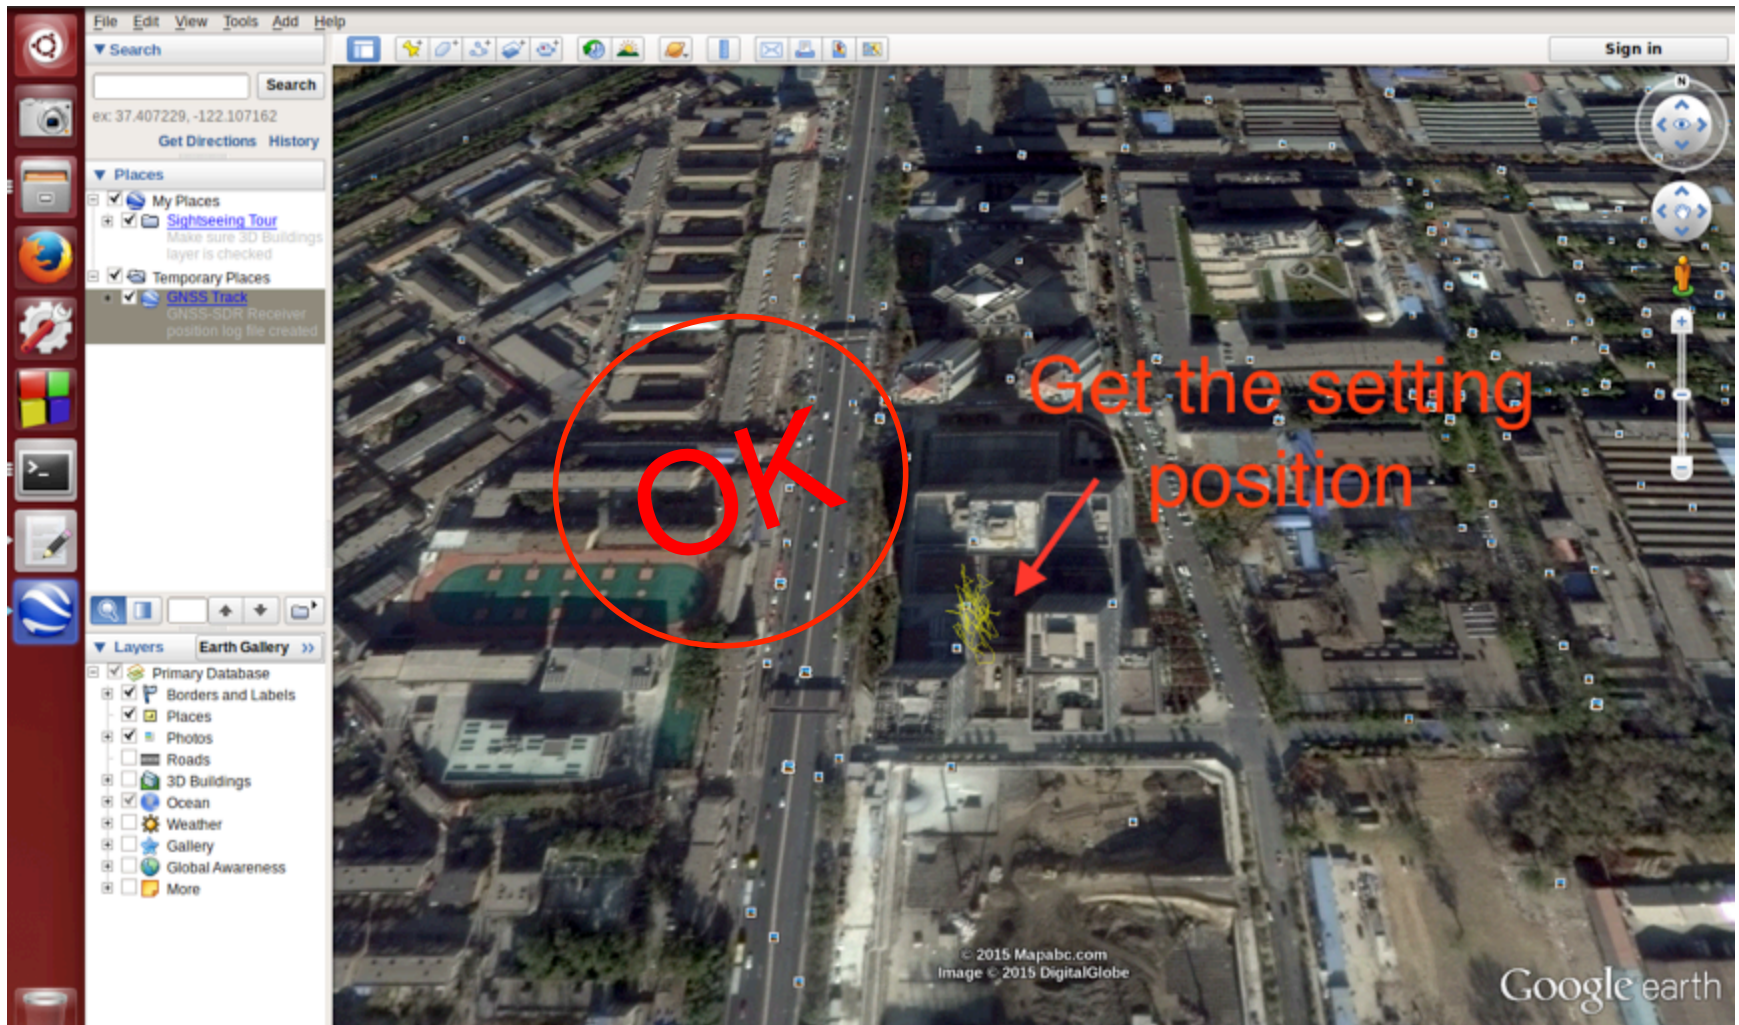 File Edit View Tools Add Help
Search
Search
ex: 37.407229, -122.107162
Get Directions History
Places
My Places
Sightseeing Tour
Make sure 3D Buildings
layer is checked
Temporary Places
GNSS Track
GNSS-SDR Receiver
position log file created
Layers
Earth Gallery >>
Primary Database
Borders and Labels
Places
Photos
Roads
3D Buildings
Ocean
Weather
Gallery
Global Awareness
More
Sign in
N
OK
Get the setting
position
© 2015 Mapabc.com
Image © 2015 DigitalGlobe
Google earth